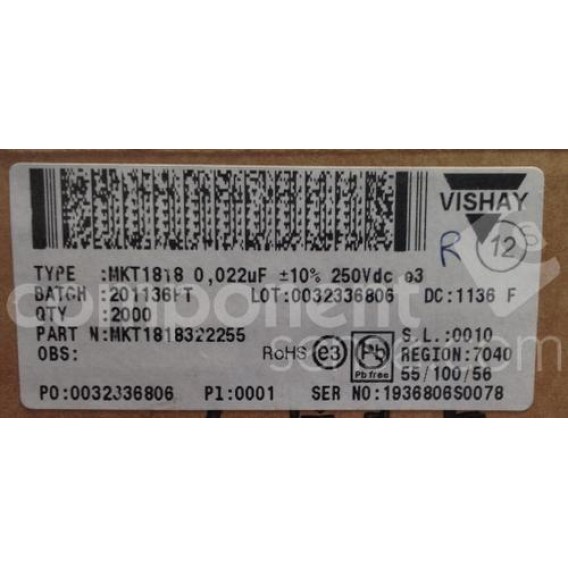 VISHAY
R 12
TYPE :MKT1818 0,022uF ±10% 250Vdc e3
BATCH :201136FT LOT:0032336806 DC:1136 F
QTY :2000
PART N:MKT1818322255 S.L.:0010
OBS: RoHS e3 Pb REGION:7040
Pb free 55/100/56
PO:0032336806 P1:0001 SER NO:1936806S0078
component